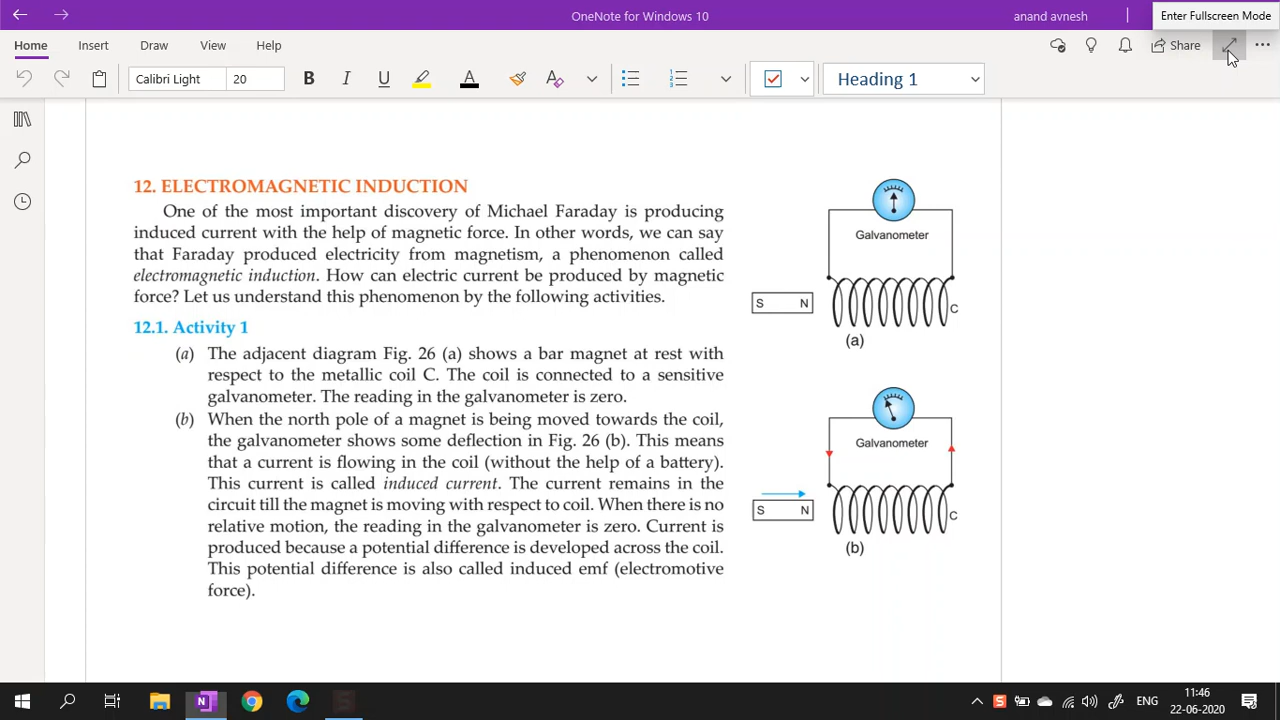 OneNote for Windows 10
anand avnesh
Enter Fullscreen Mode
Home Insert Draw View Help
Share
Calibri Light 20 B I U A A Heading 1
12. ELECTROMAGNETIC INDUCTION
One of the most important discovery of Michael Faraday is producing
induced current with the help of magnetic force. In other words, we can say
that Faraday produced electricity from magnetism, a phenomenon called
electromagnetic induction. How can electric current be produced by magnetic
force? Let us understand this phenomenon by the following activities.
12.1. Activity 1
(a) The adjacent diagram Fig. 26 (a) shows a bar magnet at rest with
respect to the metallic coil C. The coil is connected to a sensitive
galvanometer. The reading in the galvanometer is zero.
(b) When the north pole of a magnet is being moved towards the coil,
the galvanometer shows some deflection in Fig. 26 (b). This means
that a current is flowing in the coil (without the help of a battery).
This current is called induced current. The current remains in the
circuit till the magnet is moving with respect to coil. When there is no
relative motion, the reading in the galvanometer is zero. Current is
produced because a potential difference is developed across the coil.
This potential difference is also called induced emf (electromotive
force).
Galvanometer
S N
C
(a)
Galvanometer
S N
C
(b)
ENG
11:46
22-06-2020